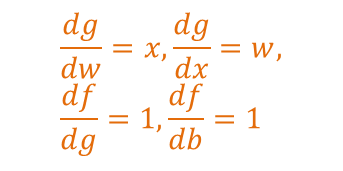 dg/dw = x, dg/dx = w,
df/dg = 1, df/db = 1